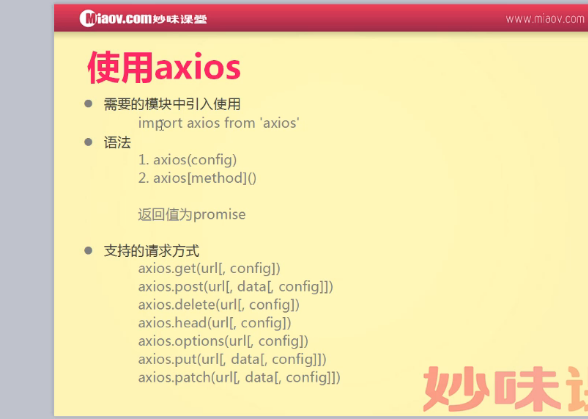 Miaov.com妙味课堂
www.miaov.com
使用axios
需要的模块中引入使用
import axios from 'axios'
语法
1. axios(config)
2. axios[method]()
返回值为promise
支持的请求方式
axios.get(url[, config])
axios.post(url[, data[, config]])
axios.delete(url[, config])
axios.head(url[, config])
axios.options(url[, config])
axios.put(url[, data[, config]])
axios.patch(url[, data[, config]])
妙味